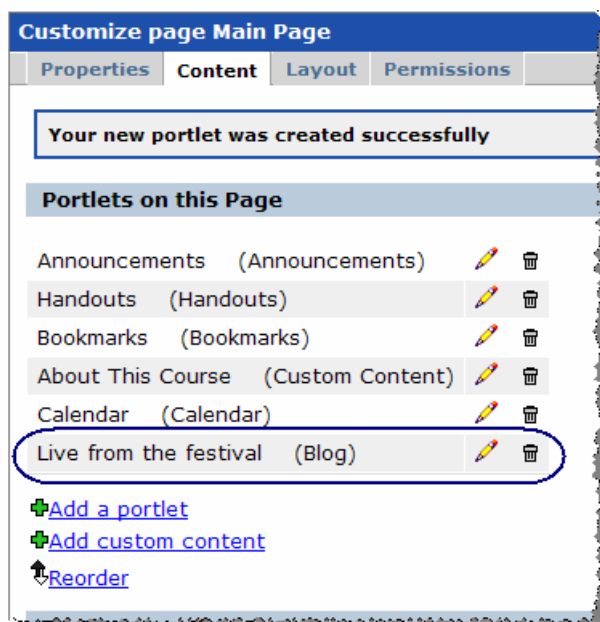 Customize page Main Page
Properties Content Layout Permissions
Your new portlet was created successfully
Portlets on this Page
Announcements (Announcements)
Handouts (Handouts)
Bookmarks (Bookmarks)
About This Course (Custom Content)
Calendar (Calendar)
Live from the festival (Blog)
Add a portlet
Add custom content
Reorder